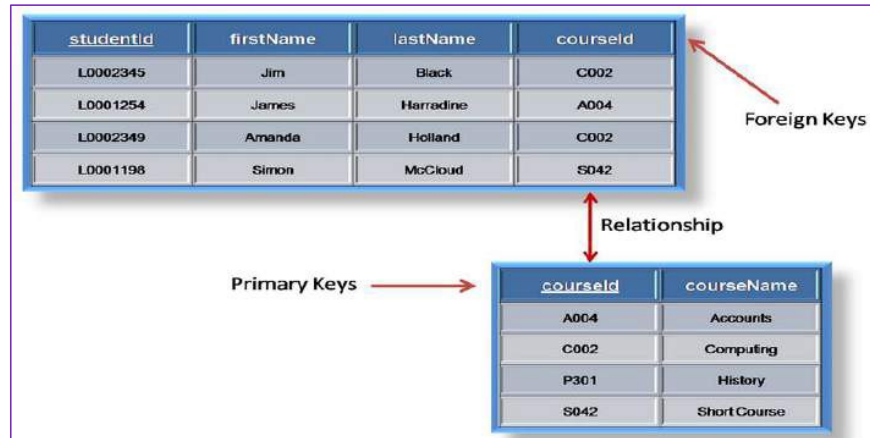 studentId firstName lastName courseId
L0002345 Jim Black C002
L0001254 James Harradine A004
L0002349 Amanda Holland C002
L0001198 Simon McCloud S042
Foreign Keys
Relationship
Primary Keys
courseId courseName
A004 Accounts
C002 Computing
P301 History
S042 Short Course